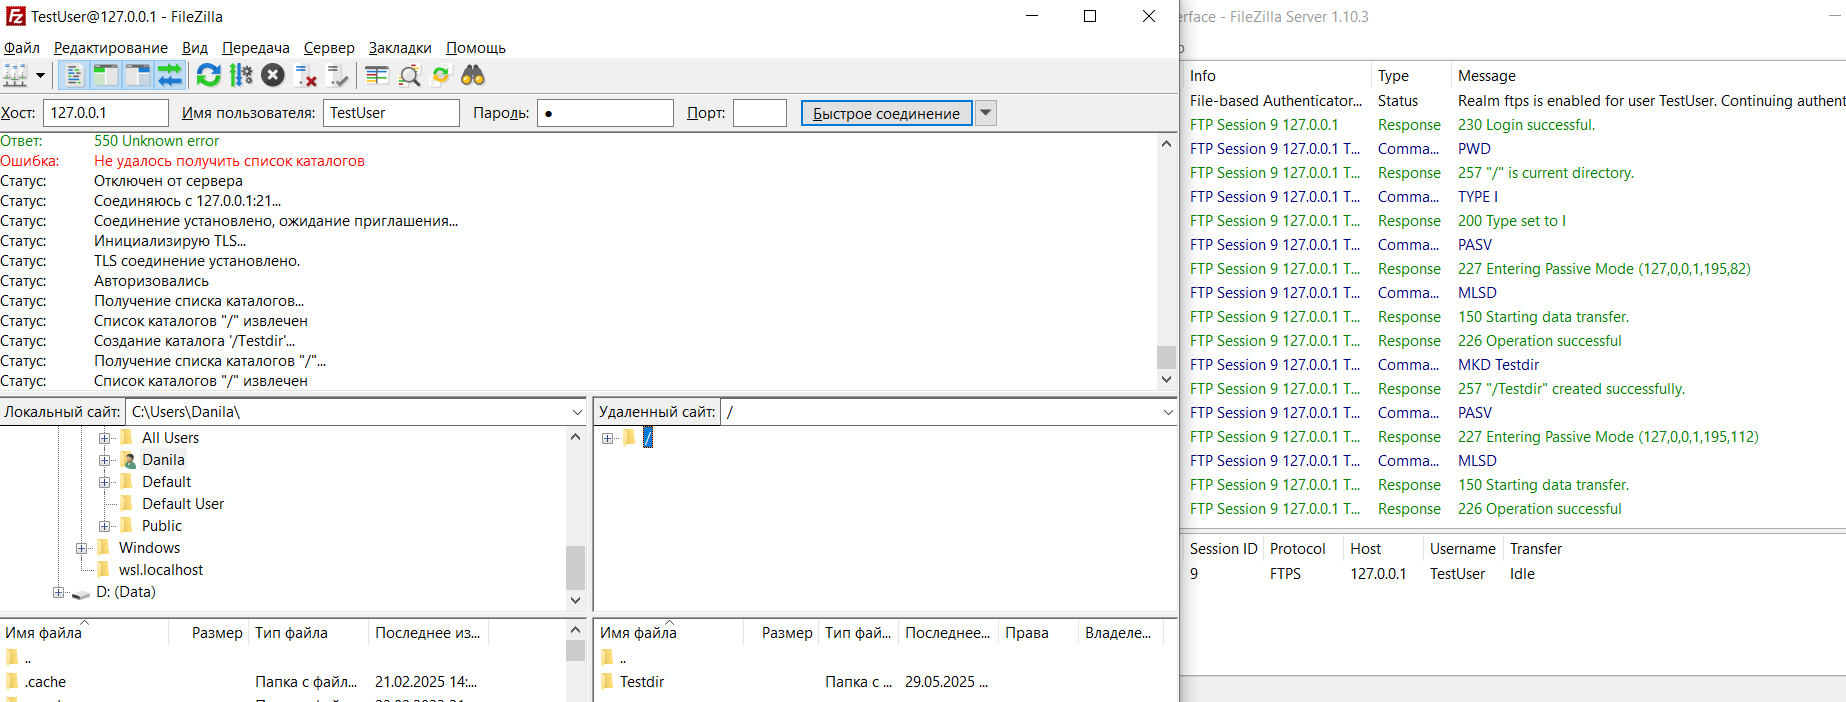 TestUser@127.0.0.1 - FileZilla
Файл Редактирование Вид Передача Сервер Закладки Помощь
Хост: 127.0.0.1 Имя пользователя: TestUser Пароль: ● Порт: Быстрое соединение
Ответ: 550 Unknown error
Ошибка: Не удалось получить список каталогов
Статус: Отключен от сервера
Статус: Соединяюсь с 127.0.0.1:21...
Статус: Соединение установлено, ожидание приглашения...
Статус: Инициализирую TLS...
Статус: TLS соединение установлено.
Статус: Авторизовались
Статус: Получение списка каталогов...
Статус: Список каталогов "/" извлечен
Статус: Создание каталога '/Testdir'...
Статус: Получение списка каталогов "/"...
Статус: Список каталогов "/" извлечен
Локальный сайт: C:\Users\Danila\
All Users
Danila
Default
Default User
Public
Windows
wsl.localhost
D: (Data)
Имя файла Размер Тип файла Последнее из...
..
.cache Папка с файл... 21.02.2025 14:...
Удаленный сайт: /
/
Имя файла Размер Тип фай... Последнее... Права Владеле...
..
Testdir Папка с ... 29.05.2025 ...
erface - FileZilla Server 1.10.3
Info Type Message
File-based Authenticator... Status Realm ftps is enabled for user TestUser. Continuing authent
FTP Session 9 127.0.0.1 Response 230 Login successful.
FTP Session 9 127.0.0.1 T... Comma... PWD
FTP Session 9 127.0.0.1 T... Response 257 "/" is current directory.
FTP Session 9 127.0.0.1 T... Comma... TYPE I
FTP Session 9 127.0.0.1 T... Response 200 Type set to I
FTP Session 9 127.0.0.1 T... Comma... PASV
FTP Session 9 127.0.0.1 T... Response 227 Entering Passive Mode (127,0,0,1,195,82)
FTP Session 9 127.0.0.1 T... Comma... MLSD
FTP Session 9 127.0.0.1 T... Response 150 Starting data transfer.
FTP Session 9 127.0.0.1 T... Response 226 Operation successful
FTP Session 9 127.0.0.1 T... Comma... MKD Testdir
FTP Session 9 127.0.0.1 T... Response 257 "/Testdir" created successfully.
FTP Session 9 127.0.0.1 T... Comma... PASV
FTP Session 9 127.0.0.1 T... Response 227 Entering Passive Mode (127,0,0,1,195,112)
FTP Session 9 127.0.0.1 T... Comma... MLSD
FTP Session 9 127.0.0.1 T... Response 150 Starting data transfer.
FTP Session 9 127.0.0.1 T... Response 226 Operation successful
Session ID Protocol Host Username Transfer
9 FTPS 127.0.0.1 TestUser Idle